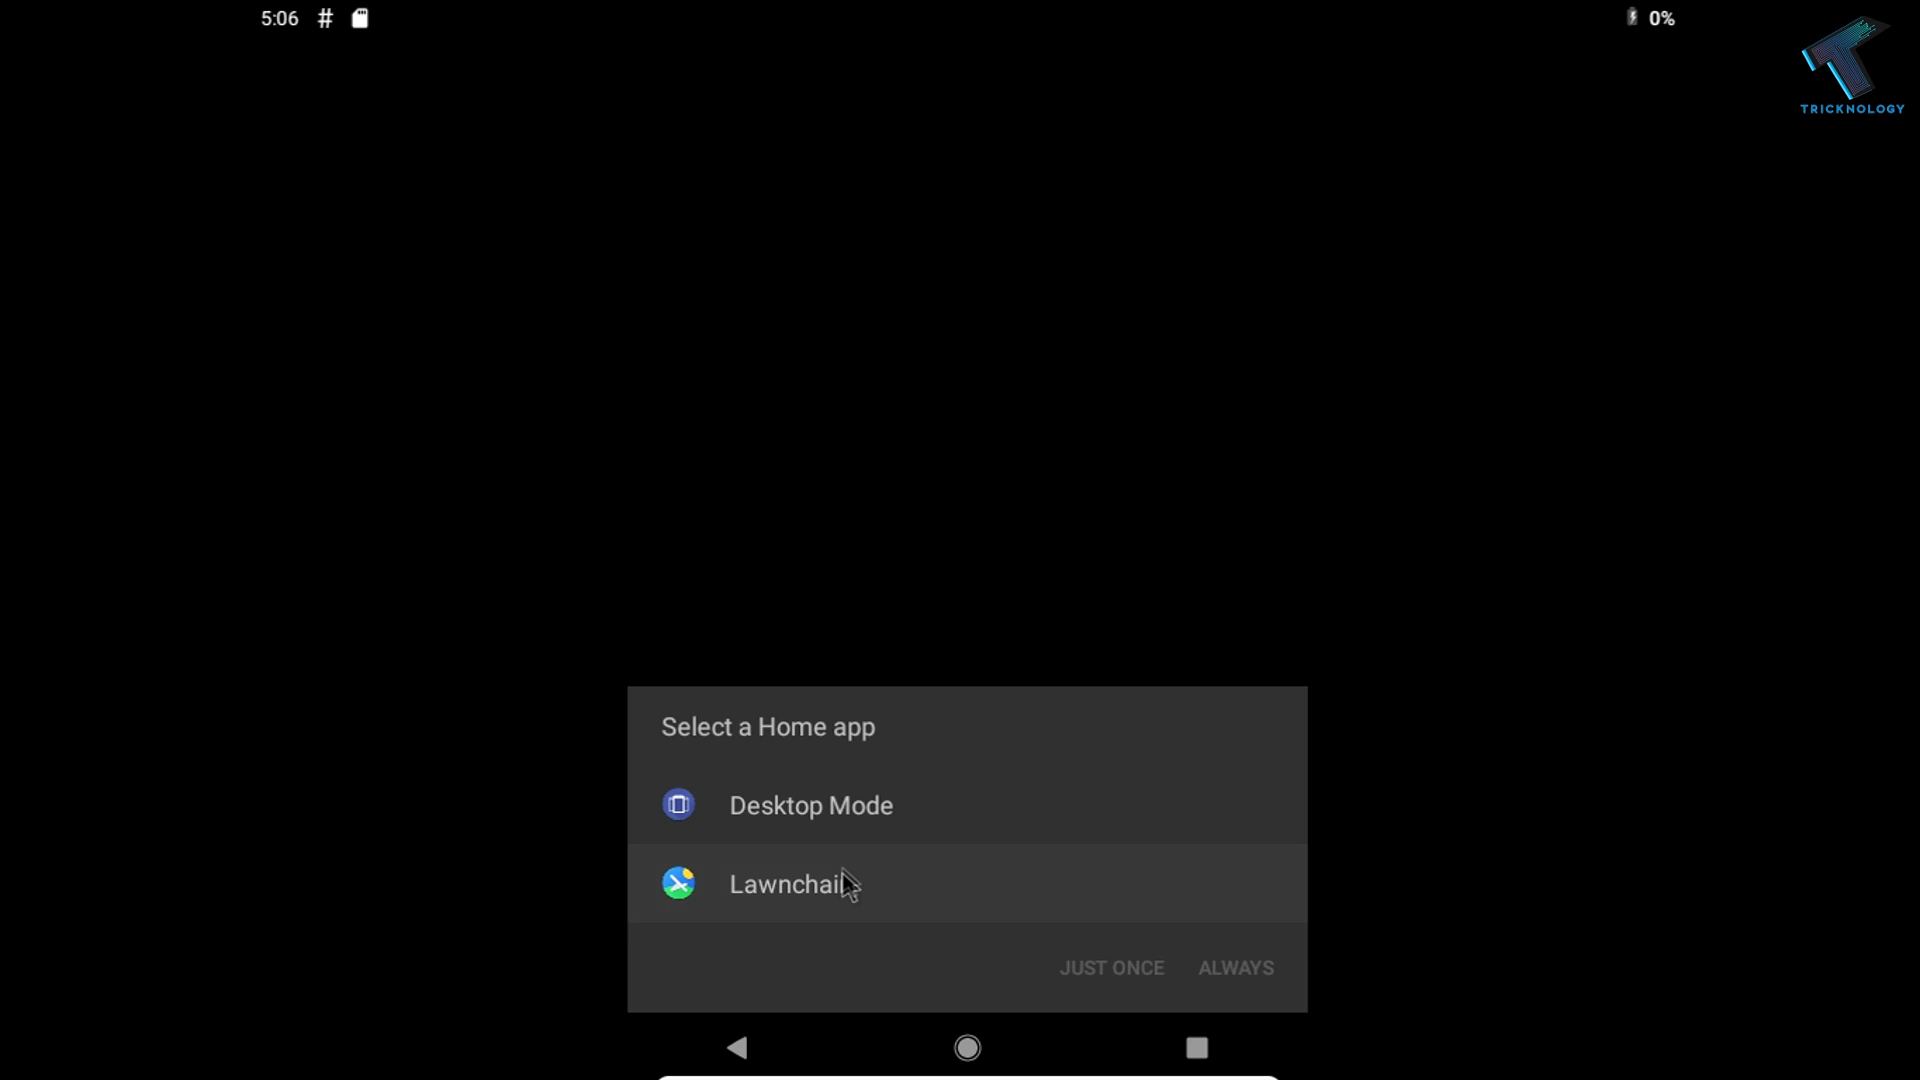 5:06 # 0%
TRICKNOLOGY
Select a Home app
Desktop Mode
Lawnchair
JUST ONCE ALWAYS